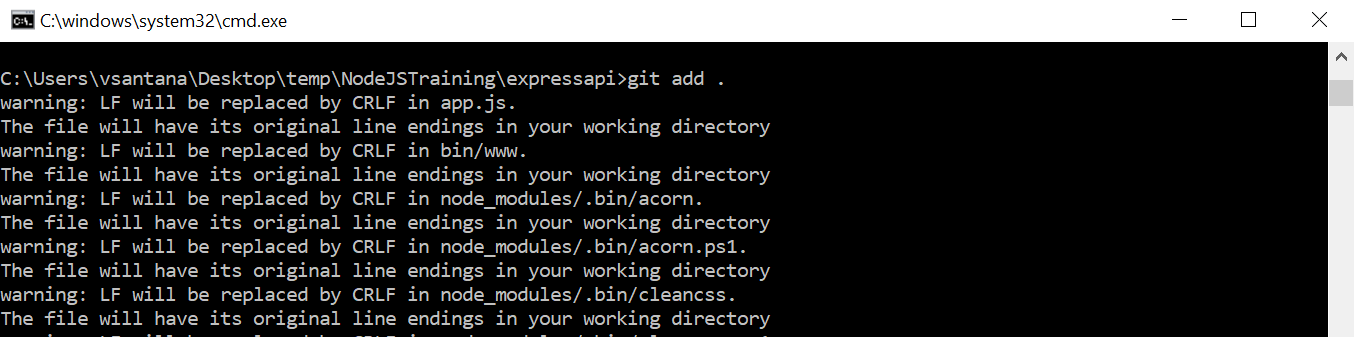 C:\windows\system32\cmd.exe
C:\Users\vsantana\Desktop\temp\NodeJSTraining\expressapi>git add .
warning: LF will be replaced by CRLF in app.js.
The file will have its original line endings in your working directory
warning: LF will be replaced by CRLF in bin/www.
The file will have its original line endings in your working directory
warning: LF will be replaced by CRLF in node_modules/.bin/acorn.
The file will have its original line endings in your working directory
warning: LF will be replaced by CRLF in node_modules/.bin/acorn.ps1.
The file will have its original line endings in your working directory
warning: LF will be replaced by CRLF in node_modules/.bin/cleancss.
The file will have its original line endings in your working directory